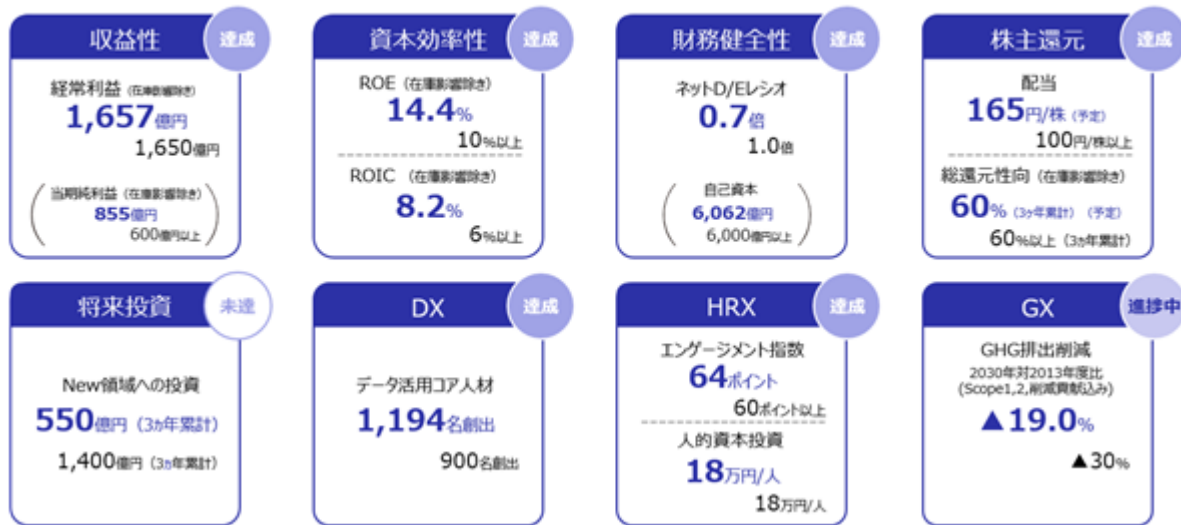 収益性 達成
経常利益（在庫影響除き）
1,657億円
1,650億円
当期純利益（在庫影響除き）
855億円
600億円以上
資本効率性 達成
ROE（在庫影響除き）
14.4%
10%以上
ROIC（在庫影響除き）
8.2%
6%以上
財務健全性 達成
ネットD/Eレシオ
0.7倍
1.0倍
自己資本
6,062億円
6,000億円以上
株主還元 達成
配当
165円/株（予定）
100円/株以上
総還元性向（在庫影響除き）
60%（3ヶ年累計）（予定）
60%以上（3ヵ年累計）
将来投資 未達
New領域への投資
550億円（3ヵ年累計）
1,400億円（3ヵ年累計）
DX 達成
データ活用コア人材
1,194名創出
900名創出
HRX 達成
エンゲージメント指数
64ポイント
60ポイント以上
人的資本投資
18万円/人
18万円/人
GX 進捗中
GHG排出削減
2030年対2013年度比
(Scope1,2,削減貢献込み)
▲19.0%
▲30%